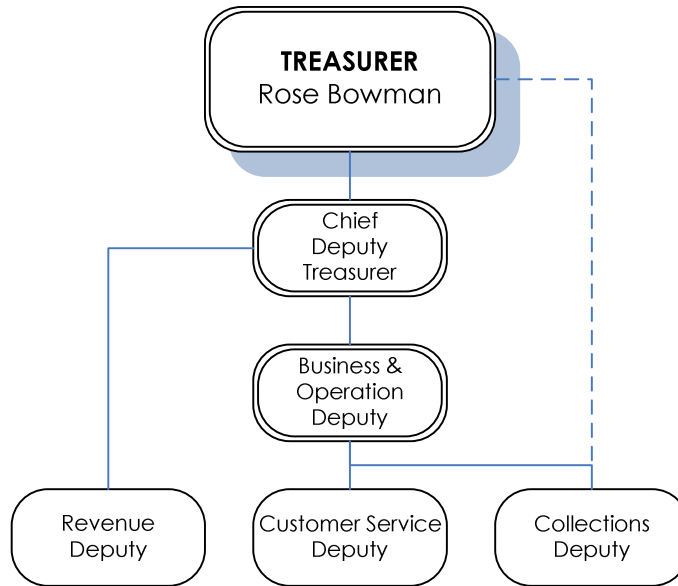 TREASURER
Rose Bowman
Chief
Deputy
Treasurer
Business &
Operation
Deputy
Revenue
Deputy
Customer Service
Deputy
Collections
Deputy